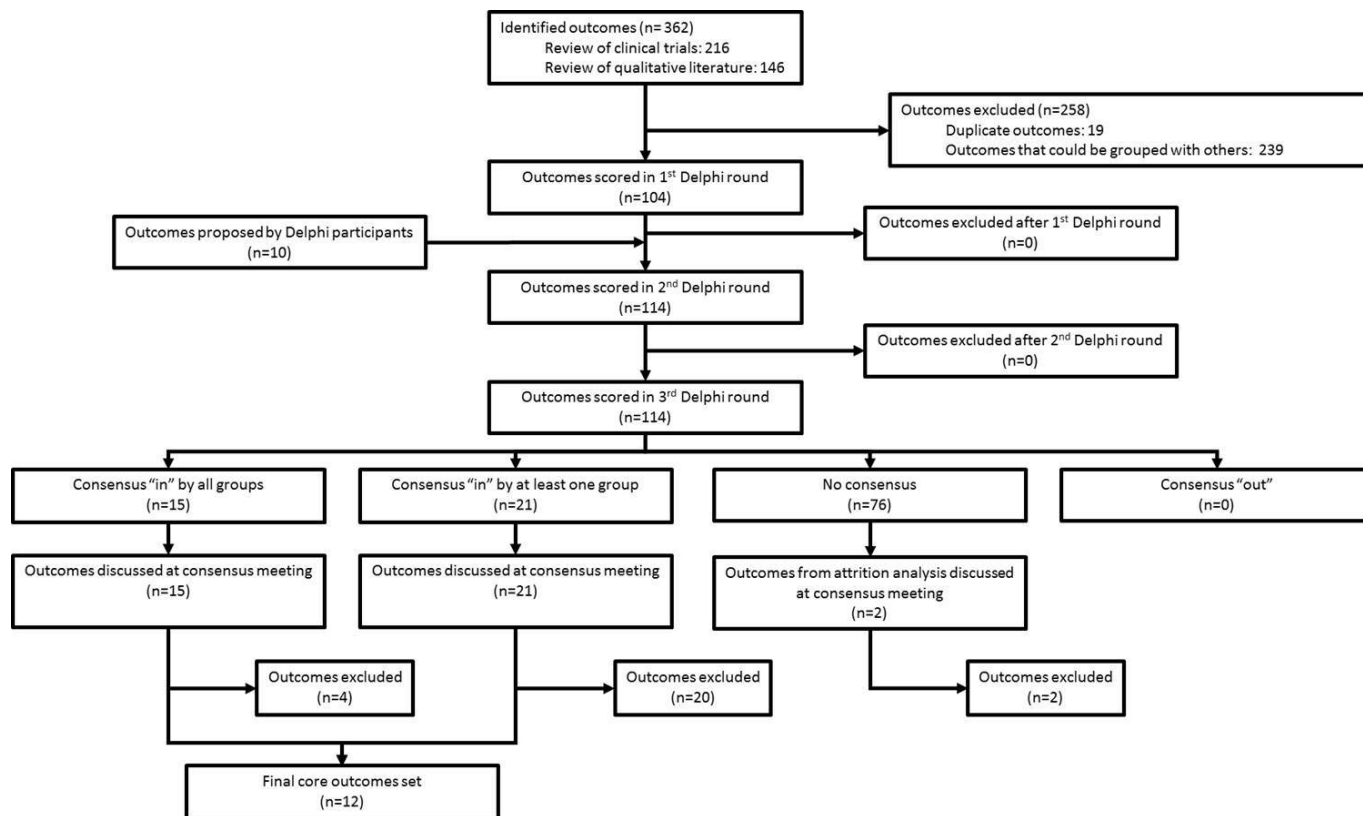 Identified outcomes (n= 362)
Review of clinical trials: 216
Review of qualitative literature: 146
Outcomes excluded (n=258)
Duplicate outcomes: 19
Outcomes that could be grouped with others: 239
Outcomes scored in 1st Delphi round
(n=104)
Outcomes proposed by Delphi participants
(n=10)
Outcomes excluded after 1st Delphi round
(n=0)
Outcomes scored in 2nd Delphi round
(n=114)
Outcomes excluded after 2nd Delphi round
(n=0)
Outcomes scored in 3rd Delphi round
(n=114)
Consensus “in” by all groups
(n=15)
Consensus “in” by at least one group
(n=21)
No consensus
(n=76)
Consensus “out”
(n=0)
Outcomes discussed at consensus meeting
(n=15)
Outcomes discussed at consensus meeting
(n=21)
Outcomes from attrition analysis discussed
at consensus meeting
(n=2)
Outcomes excluded
(n=4)
Outcomes excluded
(n=20)
Outcomes excluded
(n=2)
Final core outcomes set
(n=12)